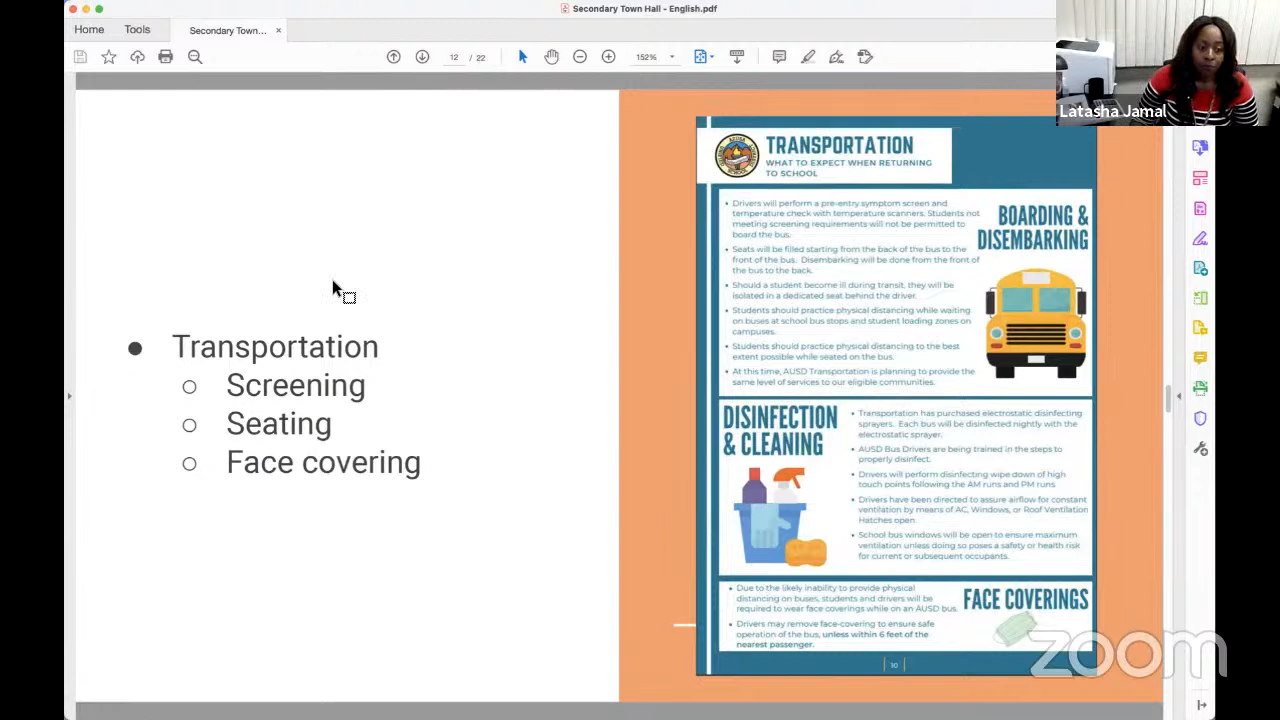 Secondary Town Hall - English.pdf
Home
Tools
Secondary Town...
×
12
/ 22
152%
Latasha Jamal
● Transportation
○ Screening
○ Seating
○ Face covering
TRANSPORTATION
WHAT TO EXPECT WHEN RETURNING
TO SCHOOL
BOARDING &
DISEMBARKING
• Drivers will perform a pre-entry symptom screen and
temperature check with temperature scanners. Students not
meeting screening requirements will not be permitted to
board the bus.
• Seats will be filled starting from the back of the bus to the
front of the bus. Disembarking will be done from the front of
the bus to the back.
• Should a student become ill during transit, they will be
isolated in a dedicated seat behind the driver.
• Students should practice physical distancing while waiting
on buses at school bus stops and student loading zones on
campuses.
• Students should practice physical distancing to the best
extent possible while seated on the bus.
• At this time, AUSD Transportation is planning to provide the
same level of services to our eligible communities.
DISINFECTION
& CLEANING
• Transportation has purchased electrostatic disinfecting
sprayers. Each bus will be disinfected nightly with the
electrostatic sprayer.
• AUSD Bus Drivers are being trained in the steps to
properly disinfect.
• Drivers will perform disinfecting wipe down of high
touch points following the AM runs and PM runs
• Drivers have been directed to assure airflow for constant
ventilation by means of AC, Windows, or Roof Ventilation
Hatches open
• School bus windows will be open to ensure maximum
ventilation unless doing so poses a safety or health risk
for current or subsequent occupants.
FACE COVERINGS
• Due to the likely inability to provide physical
distancing on buses, students and drivers will be
required to wear face coverings while on an AUSD bus.
• Drivers may remove face-covering to ensure safe
operation of the bus, unless within 6 feet of the
nearest passenger.
10
zoom